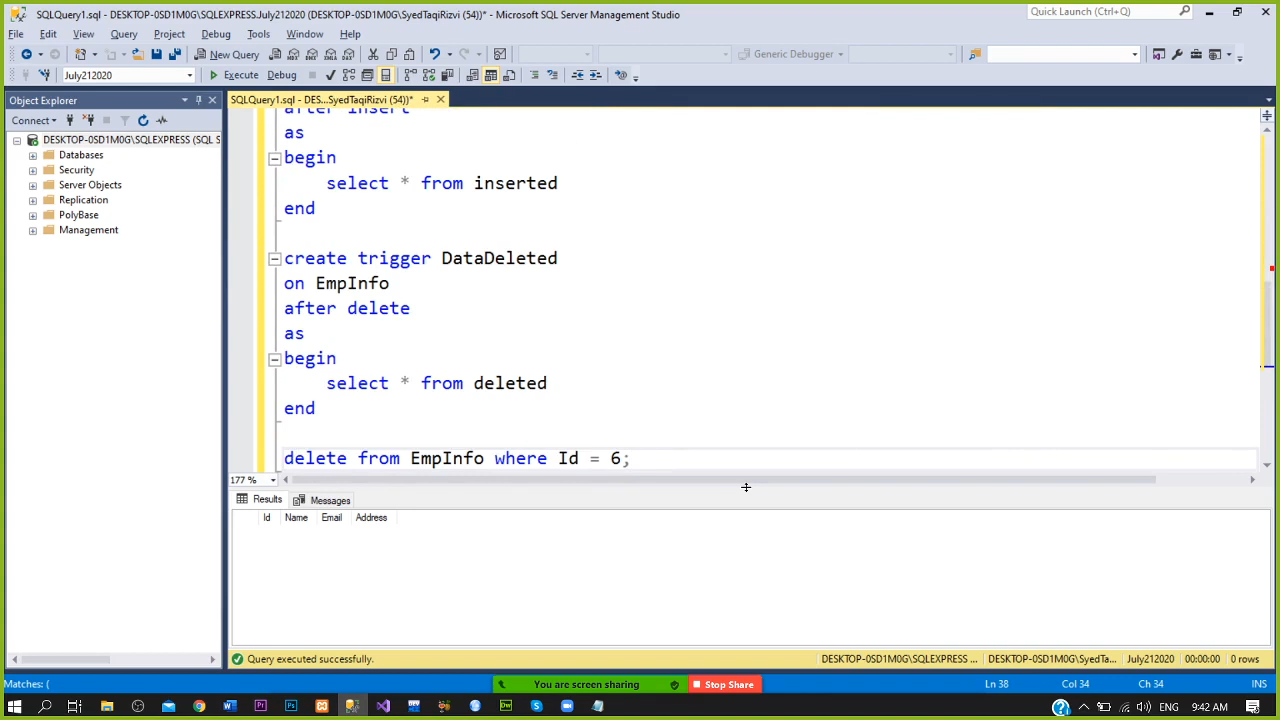 SQLQuery1.sql - DESKTOP-0SD1M0G\SQLEXPRESS.July212020 (DESKTOP-0SD1M0G\SyedTaqiRizvi (54))* - Microsoft SQL Server Management Studio
Quick Launch (Ctrl+Q)
File Edit View Query Project Debug Tools Window Help
New Query
Generic Debugger
July212020
Execute Debug
Object Explorer
SQLQuery1.sql - DES...SyedTaqiRizvi (54))*
Connect
DESKTOP-0SD1M0G\SQLEXPRESS (SQL S
Databases
Security
Server Objects
Replication
PolyBase
Management
after insert
as
begin
select * from inserted
end
create trigger DataDeleted
on EmpInfo
after delete
as
begin
select * from deleted
end
delete from EmpInfo where Id = 6;
177 %
Results Messages
Id Name Email Address
Query executed successfully.
DESKTOP-0SD1M0G\SQLEXPRESS ... DESKTOP-0SD1M0G\SyedTa... July212020 00:00:00 0 rows
Matches: (
You are screen sharing
Stop Share
Ln 38 Col 34 Ch 34 INS
ENG 9:42 AM